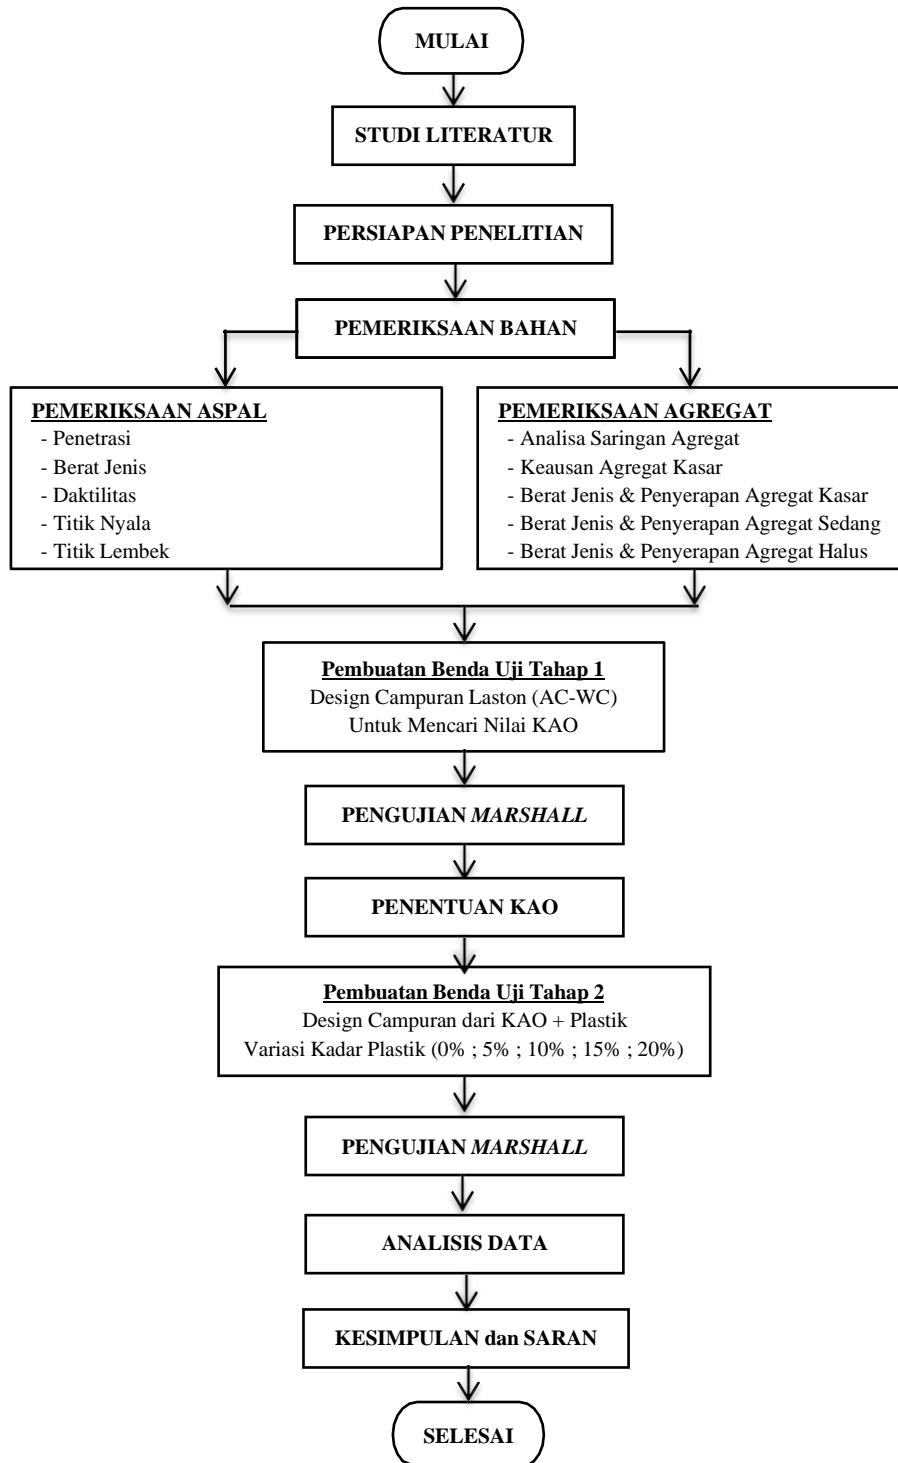 MULAI
STUDI LITERATUR
PERSIAPAN PENELITIAN
PEMERIKSAAN BAHAN
PEMERIKSAAN ASPAL
- Penetrasi
- Berat Jenis
- Daktilitas
- Titik Nyala
- Titik Lembek
PEMERIKSAAN AGREGAT
- Analisa Saringan Agregat
- Keausan Agregat Kasar
- Berat Jenis & Penyerapan Agregat Kasar
- Berat Jenis & Penyerapan Agregat Sedang
- Berat Jenis & Penyerapan Agregat Halus
Pembuatan Benda Uji Tahap 1
Design Campuran Laston (AC-WC)
Untuk Mencari Nilai KAO
PENGUJIAN MARSHALL
PENENTUAN KAO
Pembuatan Benda Uji Tahap 2
Design Campuran dari KAO + Plastik
Variasi Kadar Plastik (0% ; 5% ; 10% ; 15% ; 20%)
PENGUJIAN MARSHALL
ANALISIS DATA
KESIMPULAN dan SARAN
SELESAI